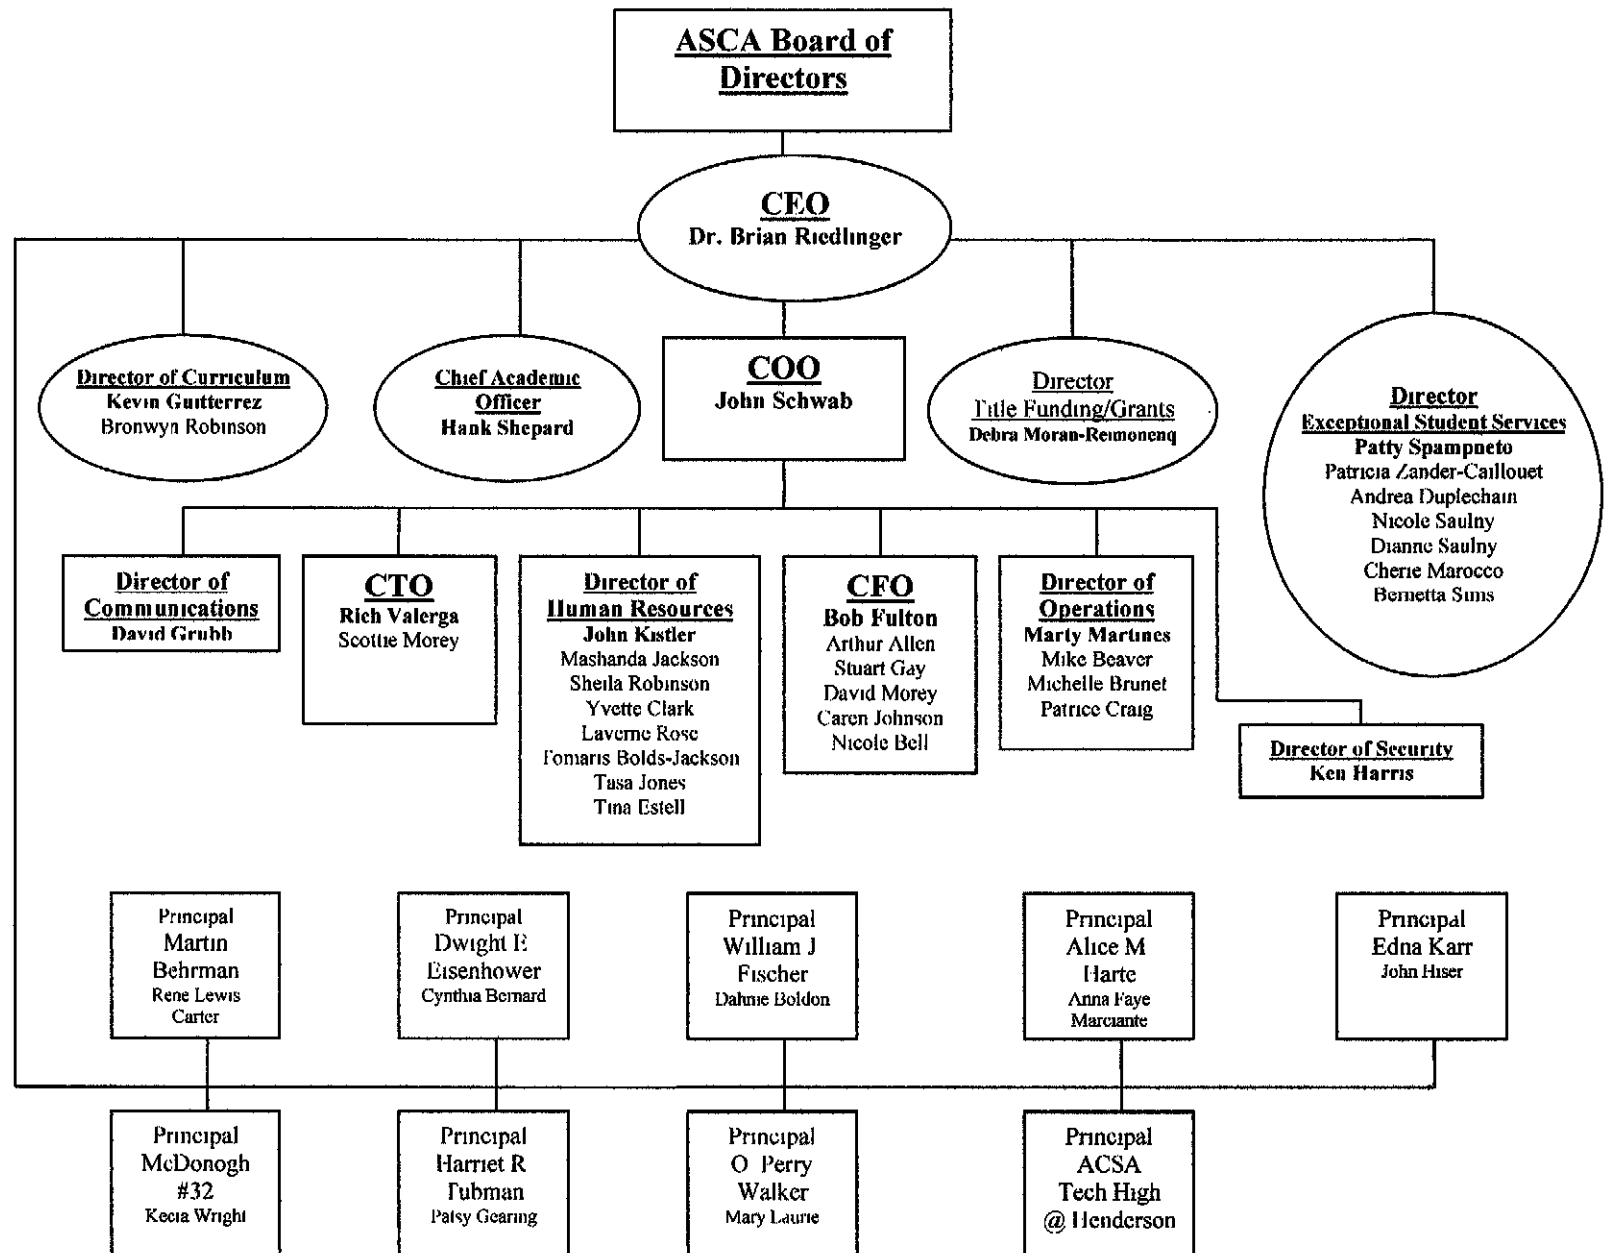 ASCA Board of
Directors
CEO
Dr. Brian Riedlinger
Director of Curriculum
Kevin Guitterrez
Bronwyn Robinson
Chief Academic
Officer
Hank Shepard
COO
John Schwab
Director
Title Funding/Grants
Debra Moran-Reimonenq
Director
Exceptional Student Services
Patty Spampneto
Patricia Zander-Caillouet
Andrea Duplechain
Nicole Saulny
Dianne Saulny
Cherie Marocco
Bernetta Sims
Director of
Communications
David Grubb
CTO
Rich Valerga
Scottie Morey
Director of
Human Resources
John Kistler
Mashanda Jackson
Sheila Robinson
Yvette Clark
Laverne Rose
Tomaris Bolds-Jackson
Tasa Jones
Tina Estell
CFO
Bob Fulton
Arthur Allen
Stuart Gay
David Morey
Caren Johnson
Nicole Bell
Director of
Operations
Marty Martines
Mike Beaver
Michelle Brunet
Patrice Craig
Director of Security
Ken Harris
Principal
Martin
Behrman
Rene Lewis
Carter
Principal
Dwight E
Eisenhower
Cynthia Bernard
Principal
William J
Fischer
Dahme Boldon
Principal
Alice M
Harte
Anna Faye
Marciante
Principal
Edna Karr
John Hiser
Principal
McDonogh
#32
Kecia Wright
Principal
Harriet R
Tubman
Patsy Gearing
Principal
O Perry
Walker
Mary Laurie
Principal
ACSA
Tech High
@ Henderson